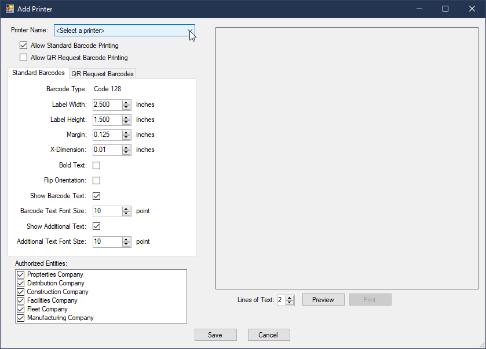 Add Printer
Printer Name: <Select a printer>
Allow Standard Barcode Printing
Allow QR Request Barcode Printing
Standard Barcodes QR Request Barcodes
Barcode Type: Code 128
Label Width: 2.500 inches
Label Height: 1.500 inches
Margin: 0.125 inches
X-Dimension: 0.01 inches
Bold Text:
Flip Orientation:
Show Barcode Text:
Barcode Text Font Size: 10 point
Show Additional Text:
Additional Text Font Size: 10 point
Authorized Entities:
Propterties Company
Distribution Company
Construction Company
Facilities Company
Fleet Company
Manufacturing Company
Lines of Text: 2 Preview Print
Save Cancel